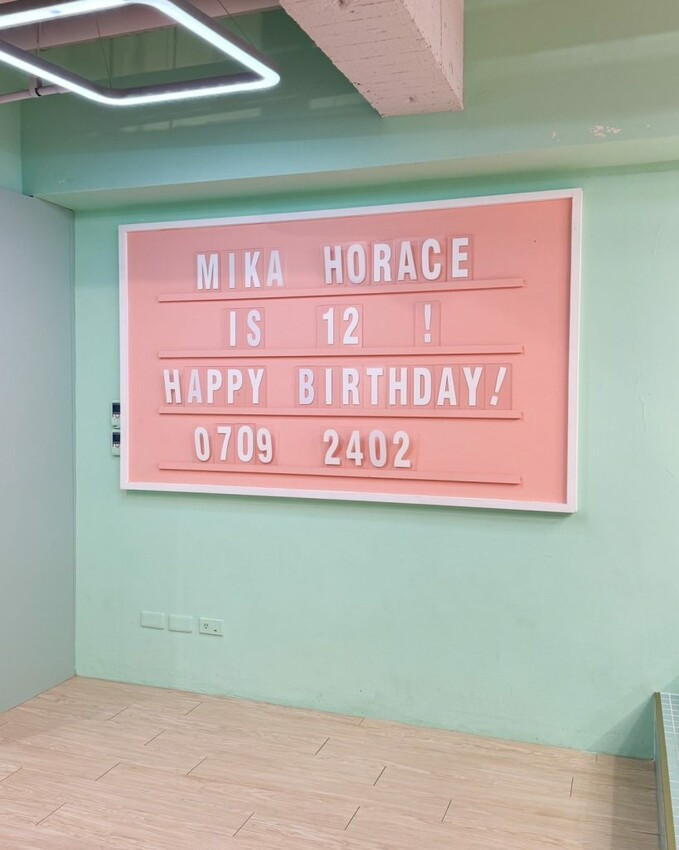 MIKA HORACE
IS 12 !
HAPPY BIRTHDAY!
0709 2402